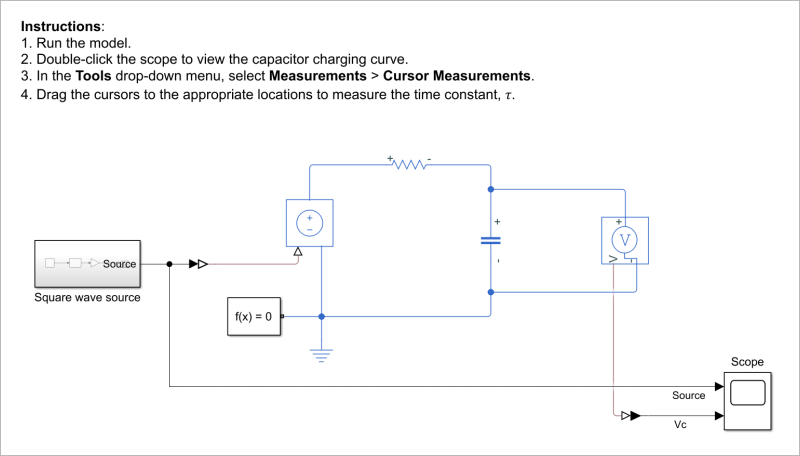 Instructions:
1. Run the model.
2. Double-click the scope to view the capacitor charging curve.
3. In the Tools drop-down menu, select Measurements > Cursor Measurements.
4. Drag the cursors to the appropriate locations to measure the time constant, τ.
+ -
+
−
+
-
+
V
V
-
Source
Square wave source
f(x) = 0
Scope
Source
Vc